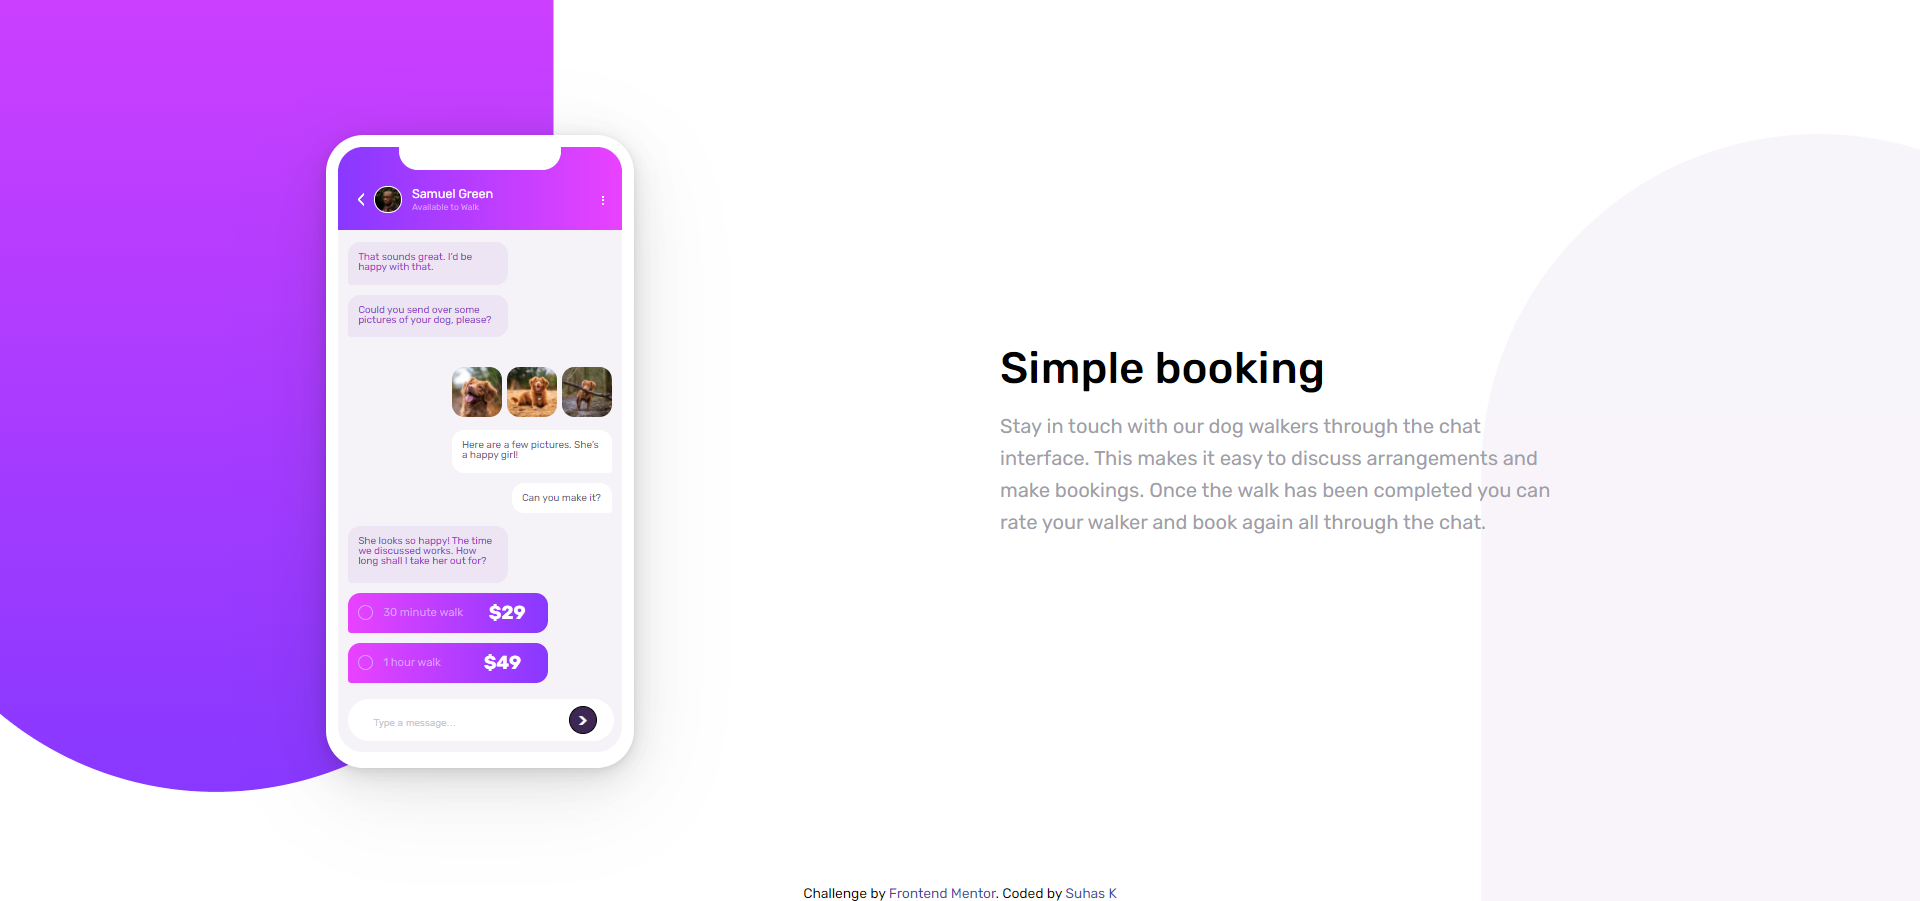 Samuel Green
Available to Walk
That sounds great. I'd be
happy with that.
Could you send over some
pictures of your dog, please?
Here are a few pictures. She's
a happy girl!
Can you make it?
She looks so happy! The time
we discussed works. How
long shall I take her out for?
30 minute walk $29
1 hour walk $49
Type a message...
Simple booking
Stay in touch with our dog walkers through the chat
interface. This makes it easy to discuss arrangements and
make bookings. Once the walk has been completed you can
rate your walker and book again all through the chat.
Challenge by Frontend Mentor. Coded by Suhas K